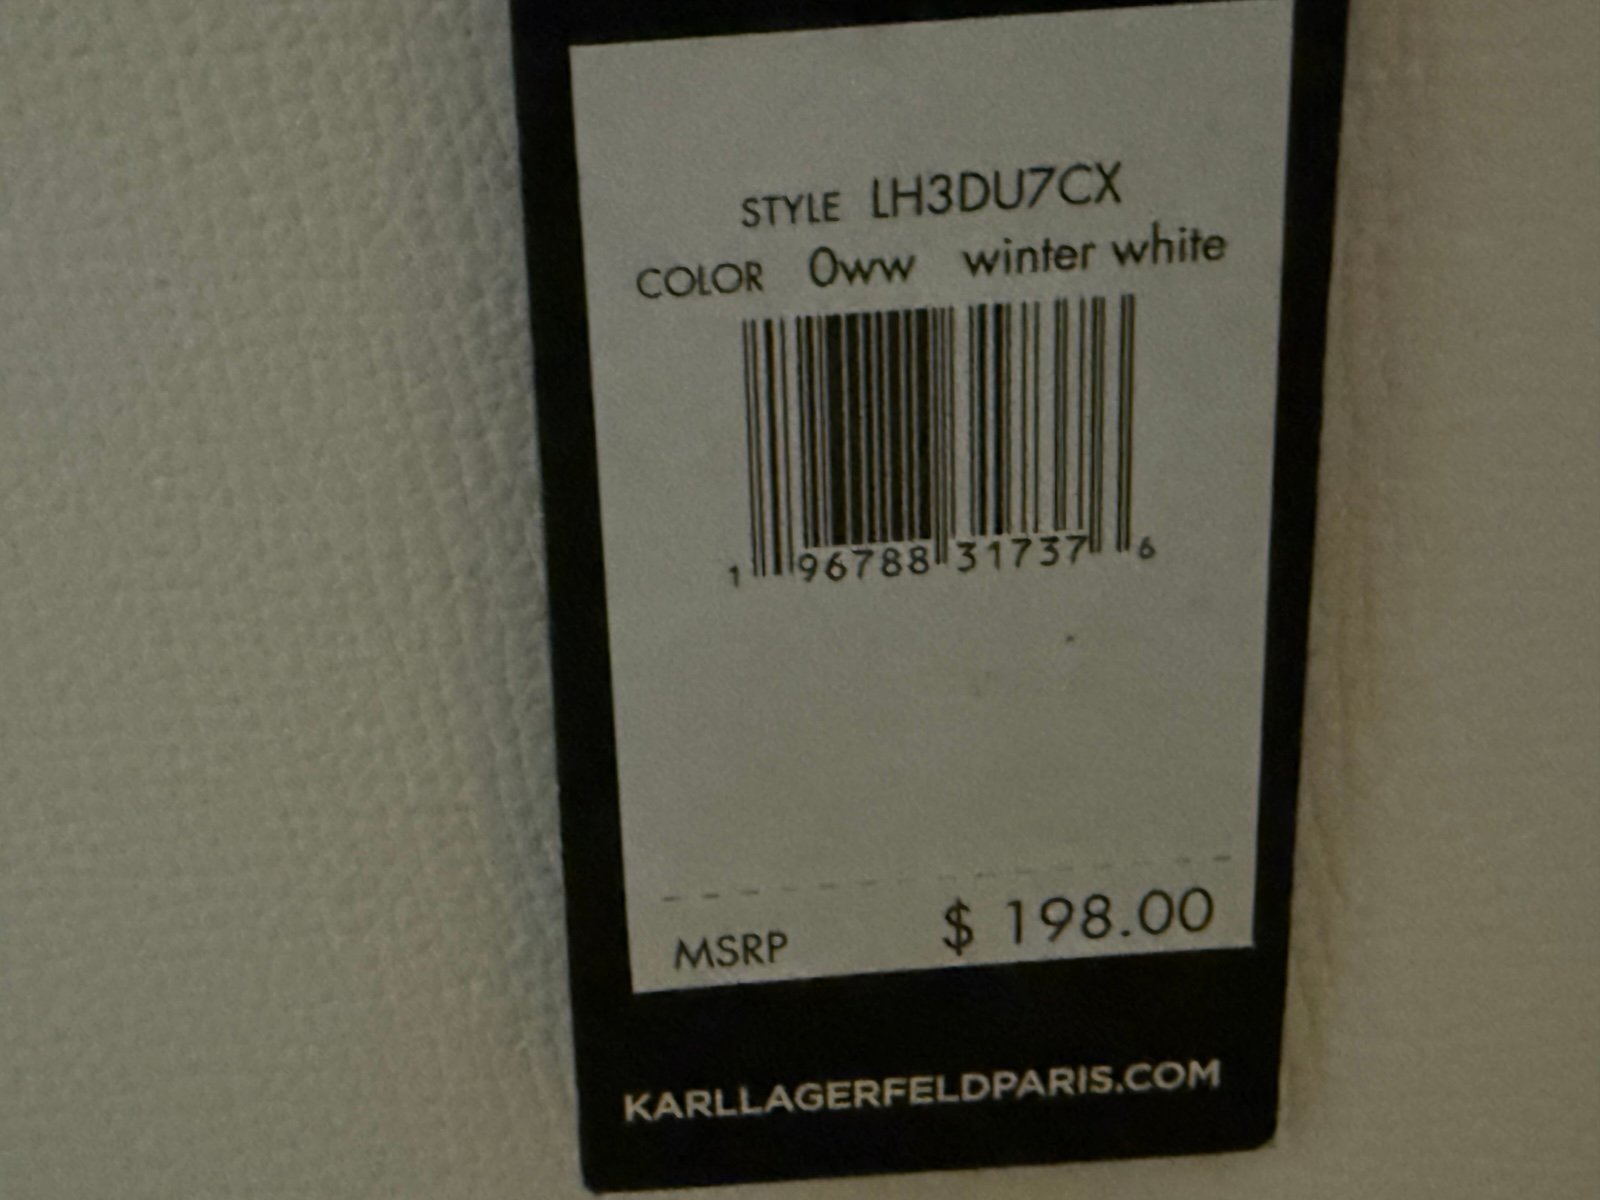 STYLE LH3DU7CX
COLOR 0ww winter white
1 96788 31737 6
MSRP $ 198.00
KARLLAGERFELDPARIS.COM